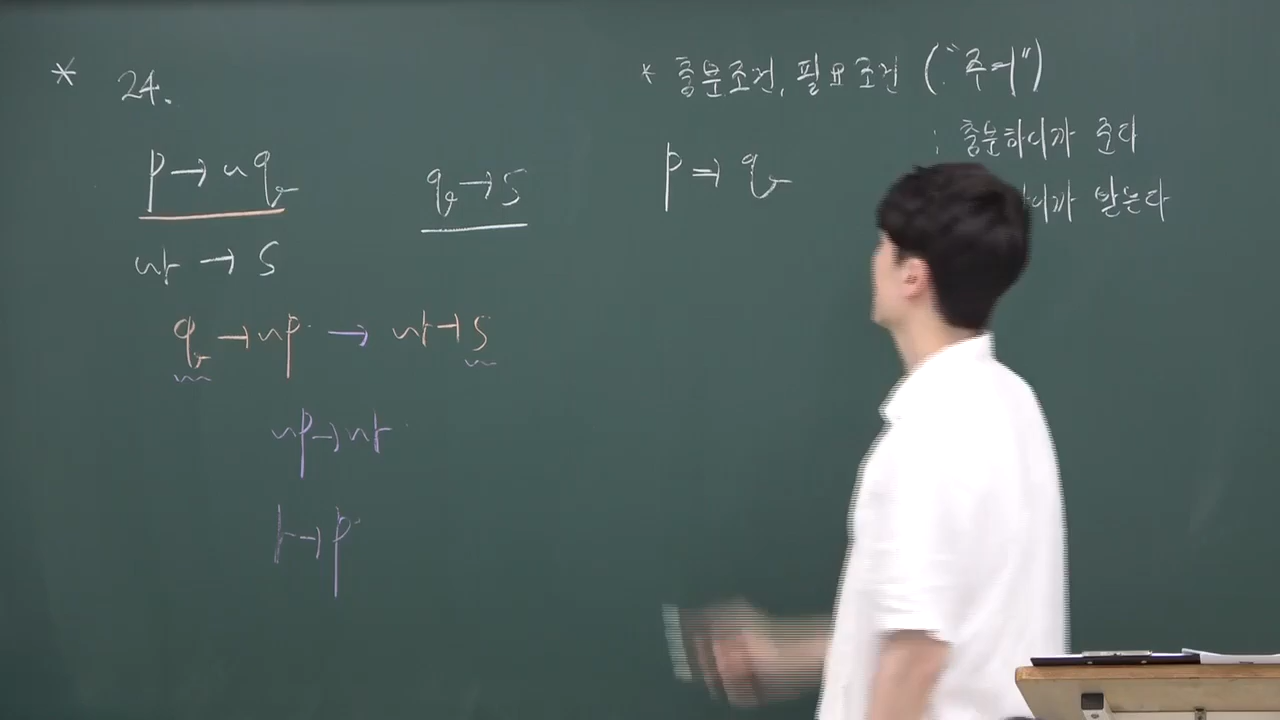 * 24.
p → ~q
q → s
~r → s
q → ~p → ~r → s
~p → ~r
r → p
* 충분조건, 필요조건 ("주어")
p ⇒ q
: 충분하니까 준다
니까 받는다